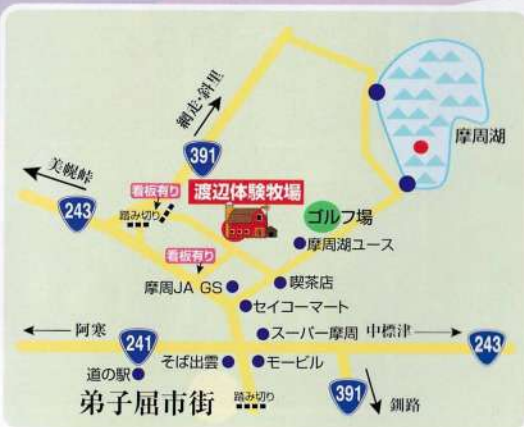 網走・斜里
391
摩周湖
美幌峠
243
看板有り
渡辺体験牧場
踏み切り
ゴルフ場
摩周湖ユース
看板有り
摩周JA GS
喫茶店
セイコーマート
阿寒
241
スーパー摩周
中標津
243
道の駅
そば出雲
モービル
弟子屈市街
踏み切り
391
釧路